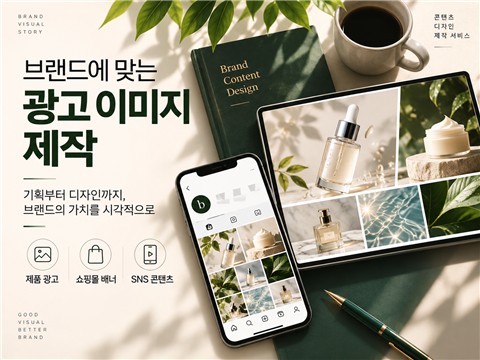 BRAND
VISUAL
STORY
콘텐츠
디자인
제작 서비스
브랜드에 맞는
광고 이미지
제작
기획부터 디자인까지,
브랜드의 가치를 시각적으로
제품 광고
쇼핑몰 배너
SNS 콘텐츠
GOOD
VISUAL
BETTER
BRAND
Brand
Content
Design
b